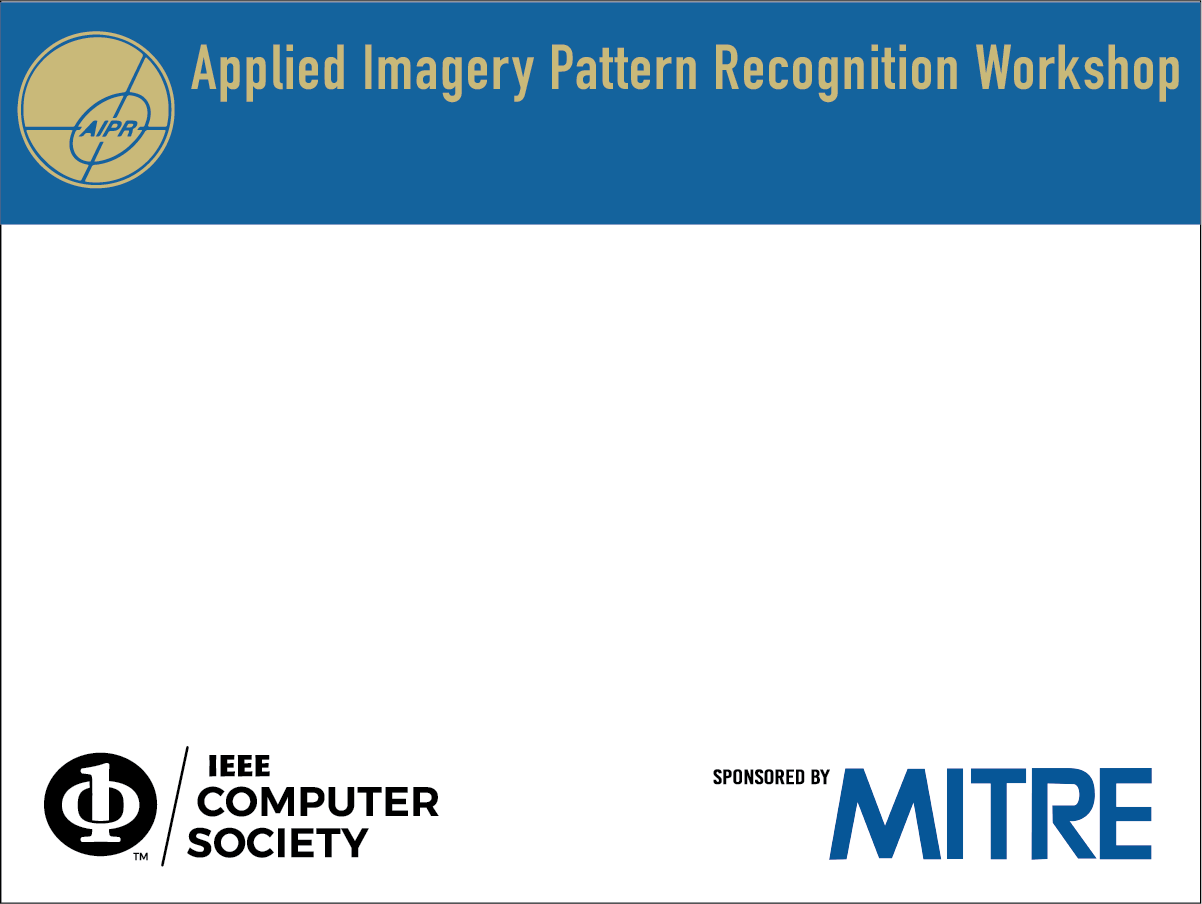 Applied Imagery Pattern Recognition Workshop
AIPR
IEEE
COMPUTER
SOCIETY
TM
SPONSORED BY
MITRE